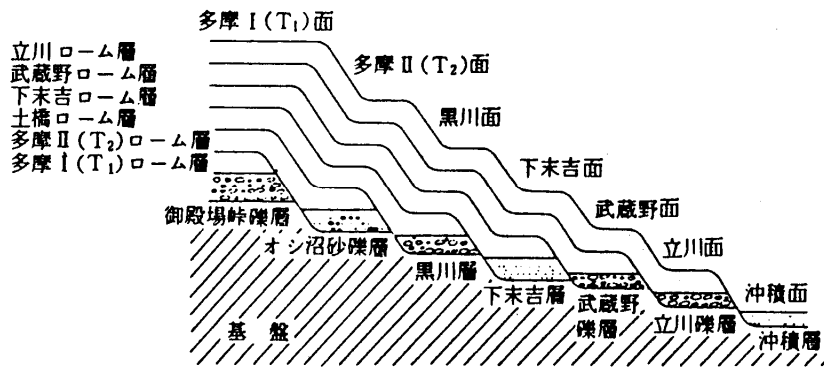 多摩Ⅰ(T₁)面
多摩Ⅱ(T₂)面
黒川面
下末吉面
武蔵野面
立川面
沖積面
立川ローム層
武蔵野ローム層
下末吉ローム層
土橋ローム層
多摩Ⅱ(T₂)ローム層
多摩Ⅰ(T₁)ローム層
御殿場峠礫層
オシ沼砂礫層
黒川層
下末吉層
武蔵野
礫層
立川礫層
沖積層
基盤